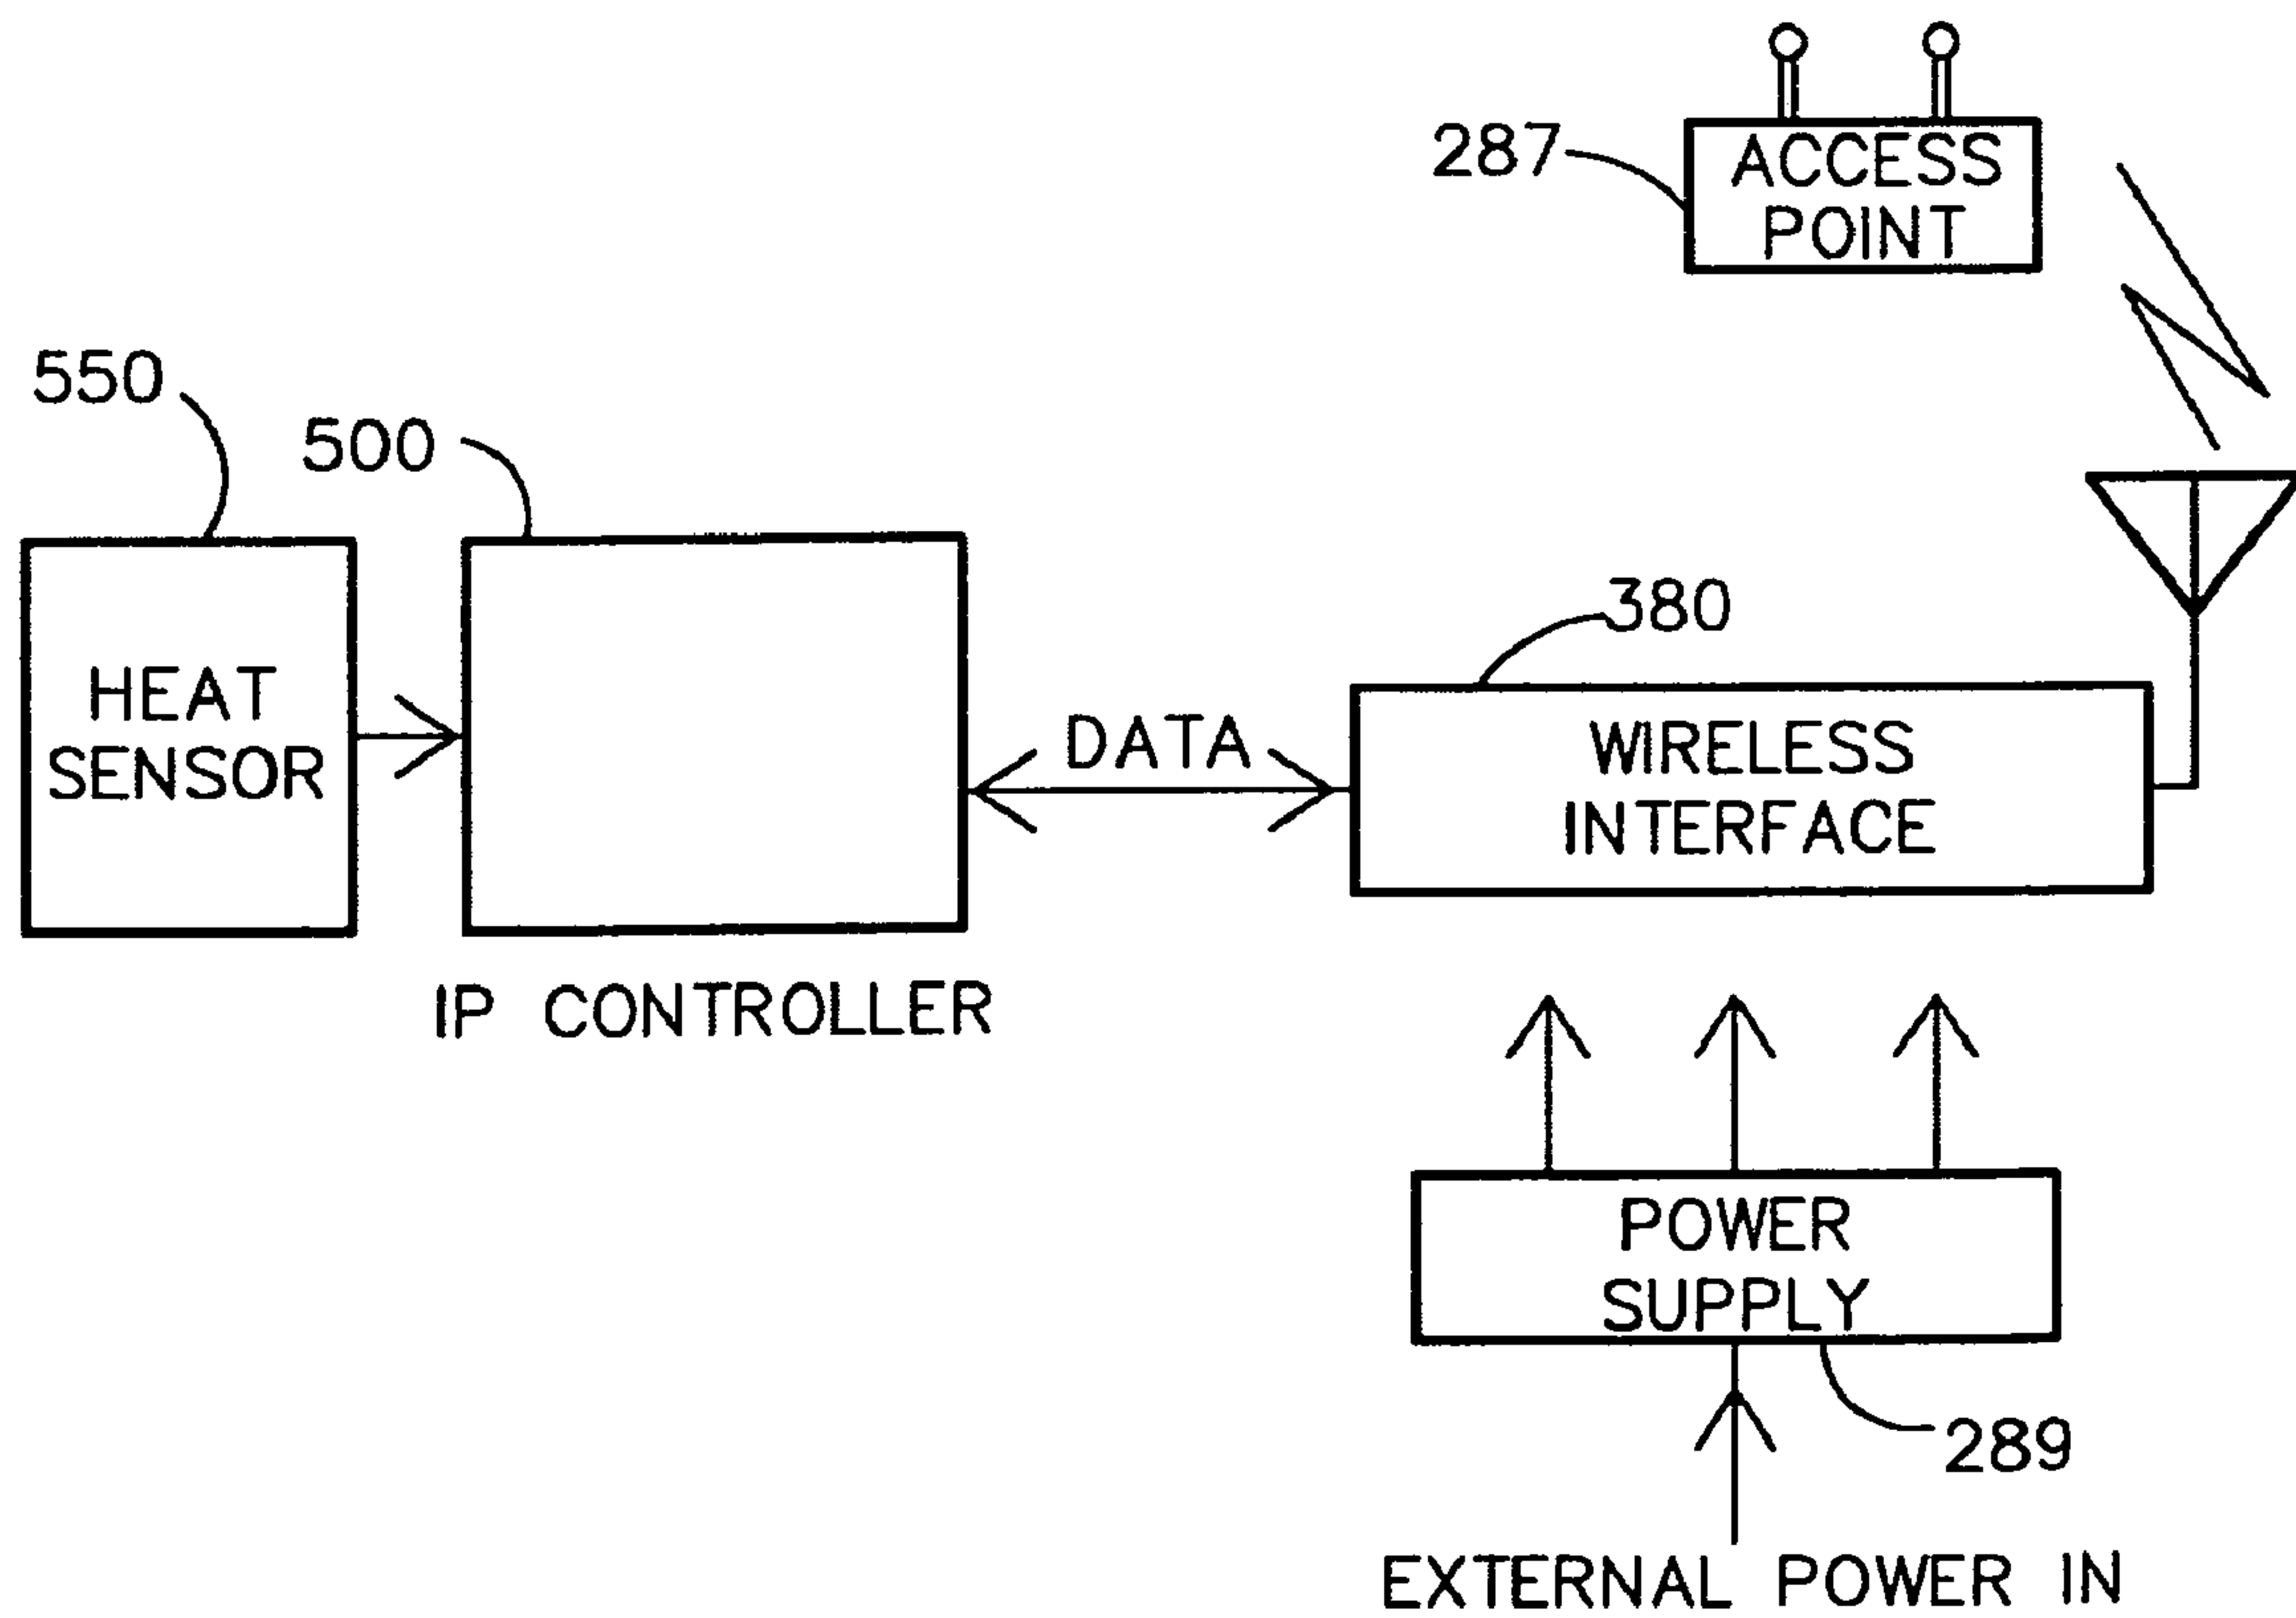 287
ACCESS
POINT
550
500
380
HEAT
SENSOR
DATA
WIRELESS
INTERFACE
IP CONTROLLER
POWER
SUPPLY
289
EXTERNAL POWER IN